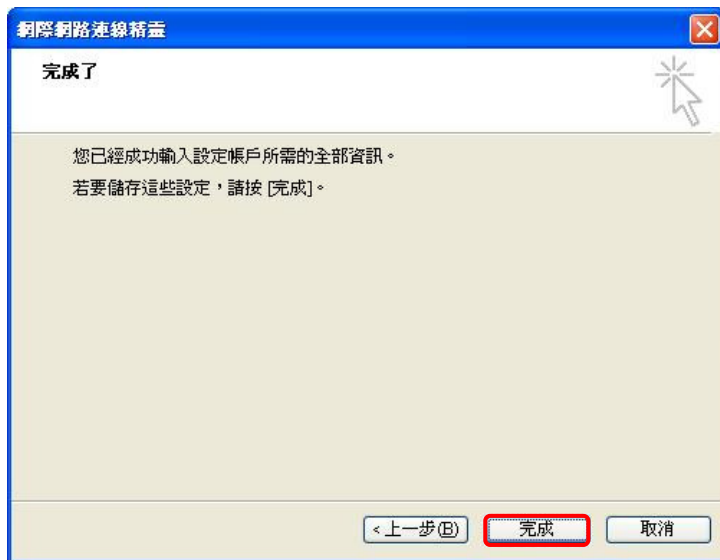 網際網路連線精靈
完成了
您已經成功輸入設定帳戶所需的全部資訊。
若要儲存這些設定，請按 [完成]。
<上一步(B) 完成 取消